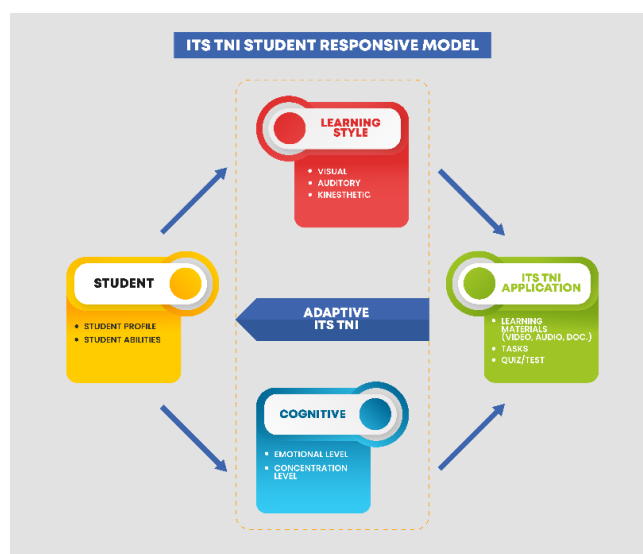 ITS TNI STUDENT RESPONSIVE MODEL
LEARNING
STYLE
• VISUAL
• AUDITORY
• KINESTHETIC
STUDENT
• STUDENT PROFILE
• STUDENT ABILITIES
ADAPTIVE
ITS TNI
ITS TNI
APPLICATION
• LEARNING
MATERIALS
(VIDEO, AUDIO, DOC.)
• TASKS
• QUIZ/TEST
COGNITIVE
• EMOTIONAL LEVEL
• CONCENTRATION
LEVEL